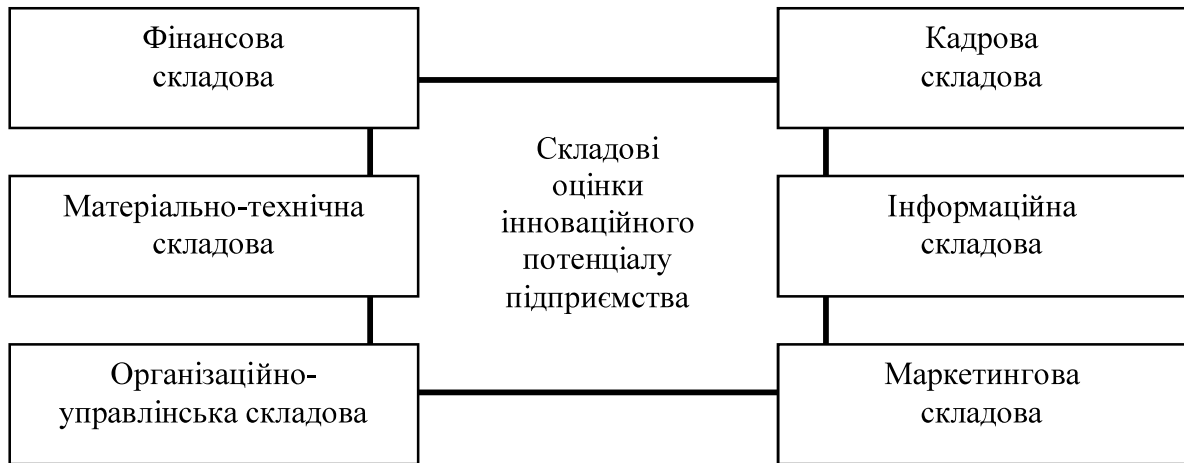 Фінансова
складова
Кадрова
складова
Складові
оцінки
інноваційного
потенціалу
підприємства
Матеріально-технічна
складова
Інформаційна
складова
Організаційно-
управлінська складова
Маркетингова
складова